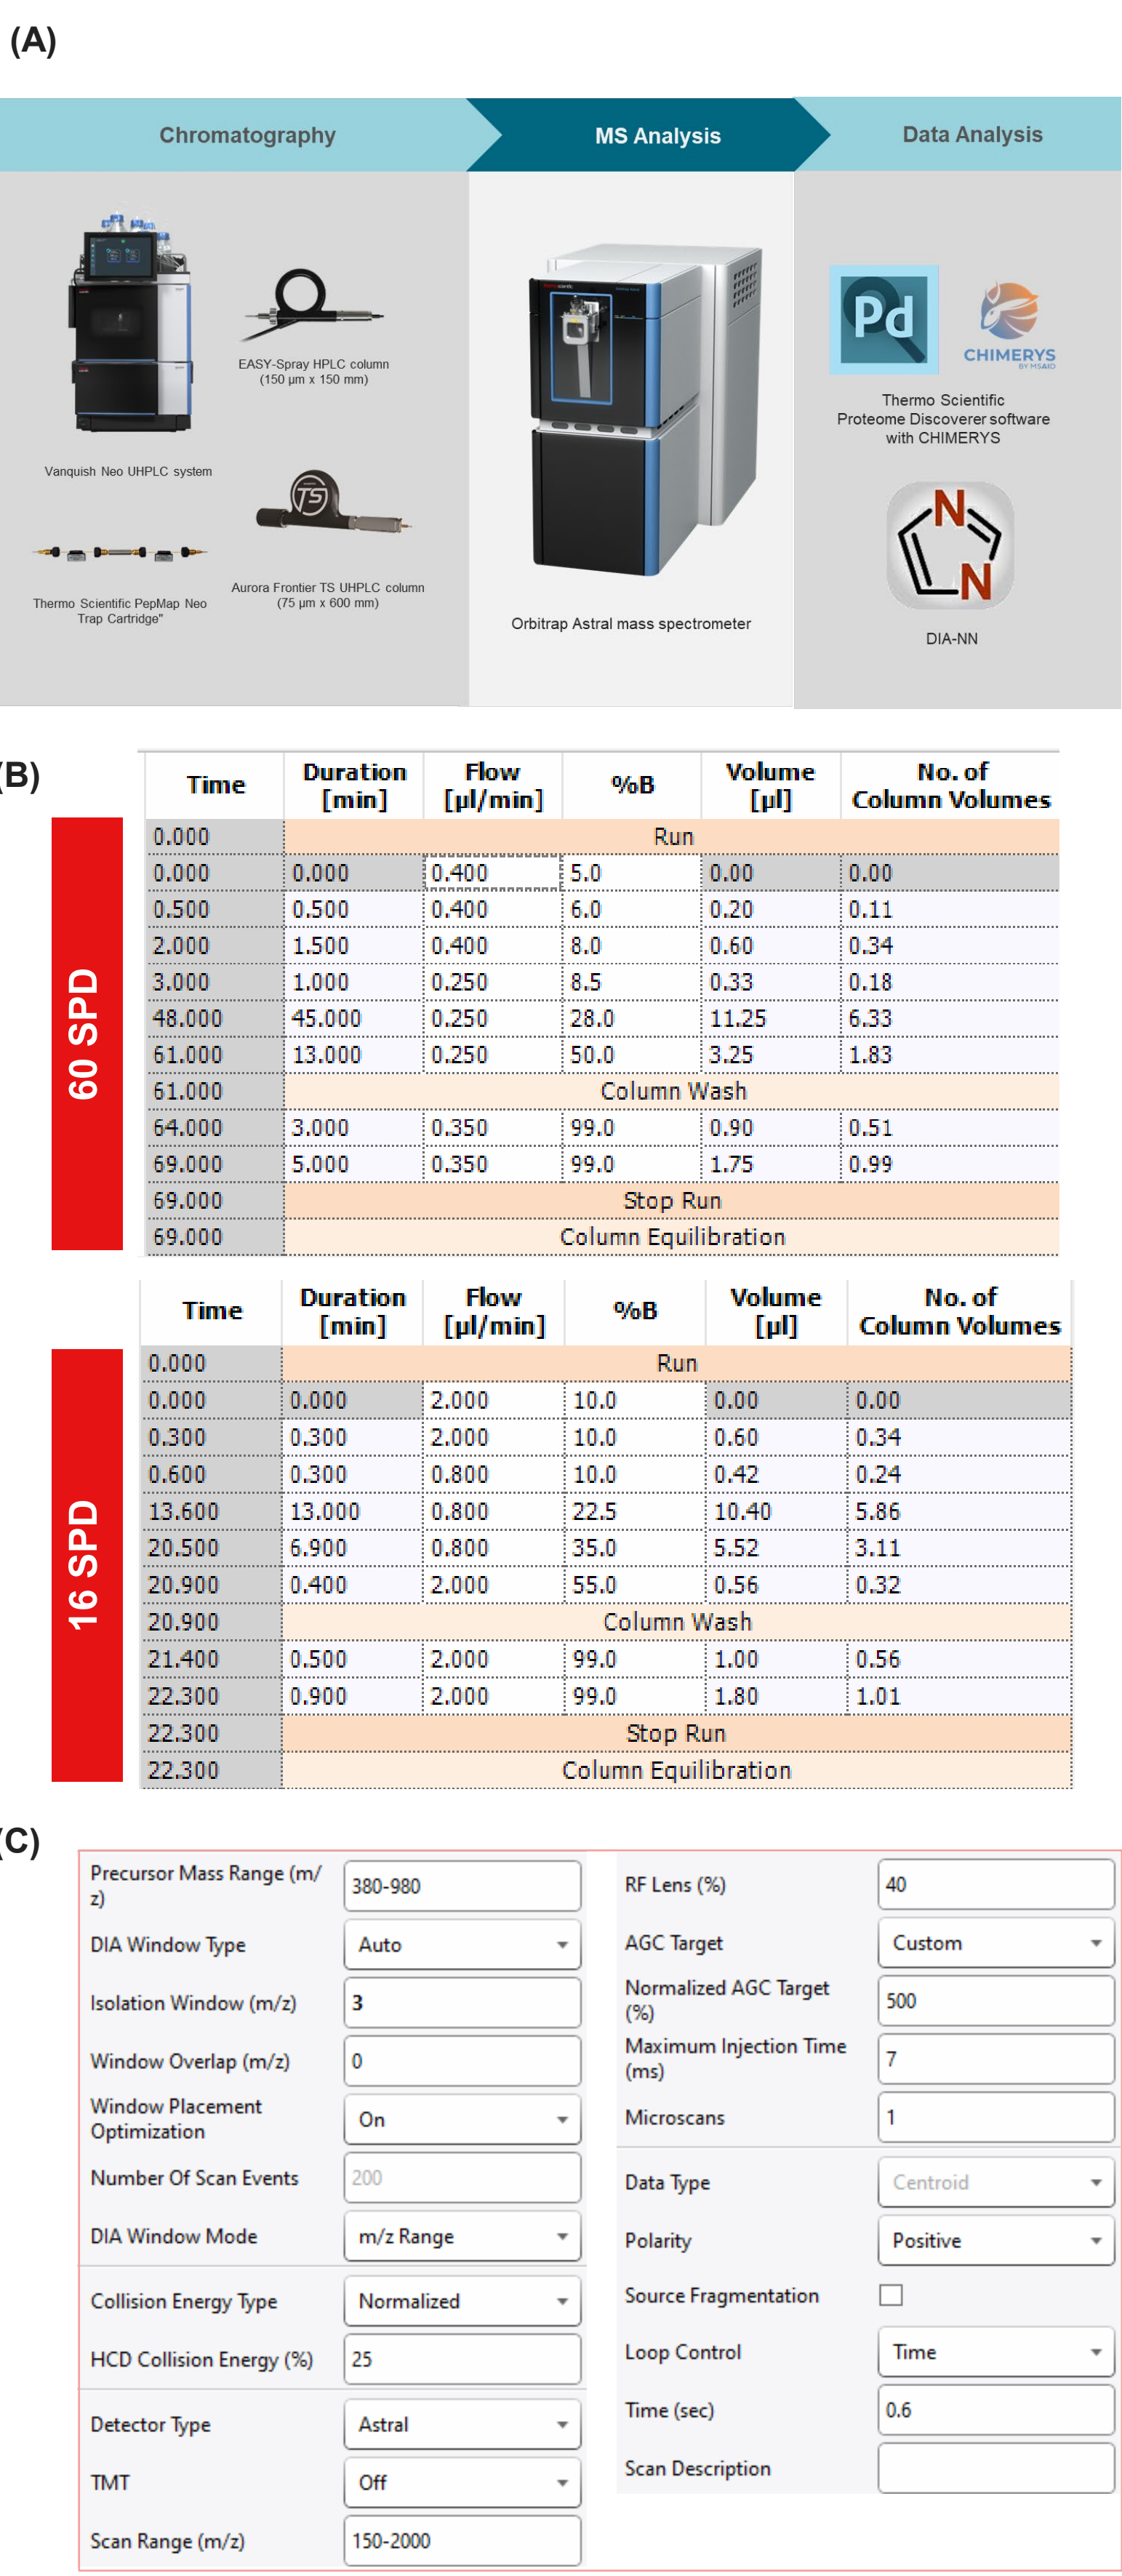 (A)
Chromatography
MS Analysis
Data Analysis
EASY-Spray HPLC column
(150 µm x 150 mm)
Vanquish Neo UHPLC system
TS
Aurora Frontier TS UHPLC column
(75 µm x 600 mm)
Thermo Scientific PepMap Neo
Trap Cartridge"
Orbitrap Astral mass spectrometer
Pd
CHIMERYS
BY MSAID
Thermo Scientific
Proteome Discoverer software
with CHIMERYS
N
N
DIA-NN
(B)
60 SPD
Time Duration [min] Flow [µl/min] %B Volume [µl] No. of Column Volumes
0.000 Run
0.000 0.000 0.400 5.0 0.00 0.00
0.500 0.500 0.400 6.0 0.20 0.11
2.000 1.500 0.400 8.0 0.60 0.34
3.000 1.000 0.250 8.5 0.33 0.18
48.000 45.000 0.250 28.0 11.25 6.33
61.000 13.000 0.250 50.0 3.25 1.83
61.000 Column Wash
64.000 3.000 0.350 99.0 0.90 0.51
69.000 5.000 0.350 99.0 1.75 0.99
69.000 Stop Run
69.000 Column Equilibration
16 SPD
Time Duration [min] Flow [µl/min] %B Volume [µl] No. of Column Volumes
0.000 Run
0.000 0.000 2.000 10.0 0.00 0.00
0.300 0.300 2.000 10.0 0.60 0.34
0.600 0.300 0.800 10.0 0.42 0.24
13.600 13.000 0.800 22.5 10.40 5.86
20.500 6.900 0.800 35.0 5.52 3.11
20.900 0.400 2.000 55.0 0.56 0.32
20.900 Column Wash
21.400 0.500 2.000 99.0 1.00 0.56
22.300 0.900 2.000 99.0 1.80 1.01
22.300 Stop Run
22.300 Column Equilibration
(C)
Precursor Mass Range (m/z) 380-980
DIA Window Type Auto
Isolation Window (m/z) 3
Window Overlap (m/z) 0
Window Placement Optimization On
Number Of Scan Events 200
DIA Window Mode m/z Range
Collision Energy Type Normalized
HCD Collision Energy (%) 25
Detector Type Astral
TMT Off
Scan Range (m/z) 150-2000
RF Lens (%) 40
AGC Target Custom
Normalized AGC Target (%) 500
Maximum Injection Time (ms) 7
Microscans 1
Data Type Centroid
Polarity Positive
Source Fragmentation
Loop Control Time
Time (sec) 0.6
Scan Description